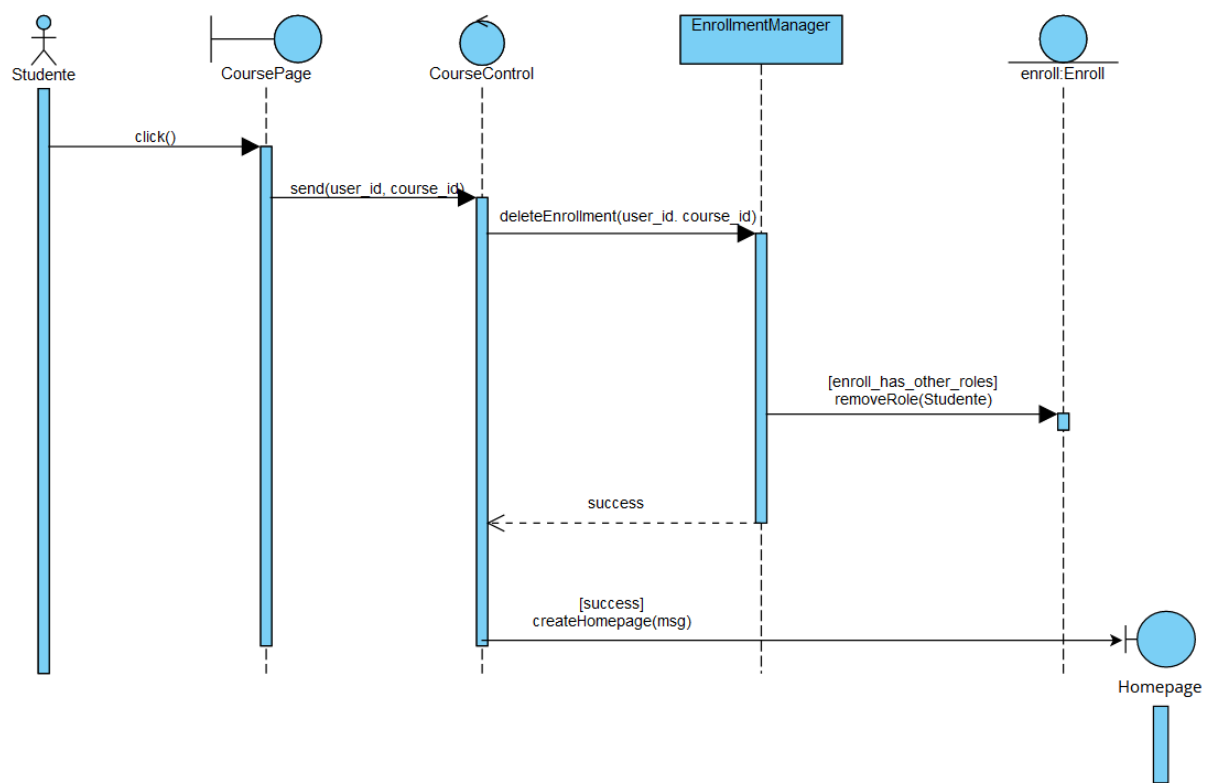 EnrollmentManager
Studente
CoursePage
CourseControl
enroll:Enroll
click()
send(user_id, course_id)
deleteEnrollment(user_id. course_id)
[enroll_has_other_roles]
removeRole(Studente)
success
[success]
createHomepage(msg)
Homepage